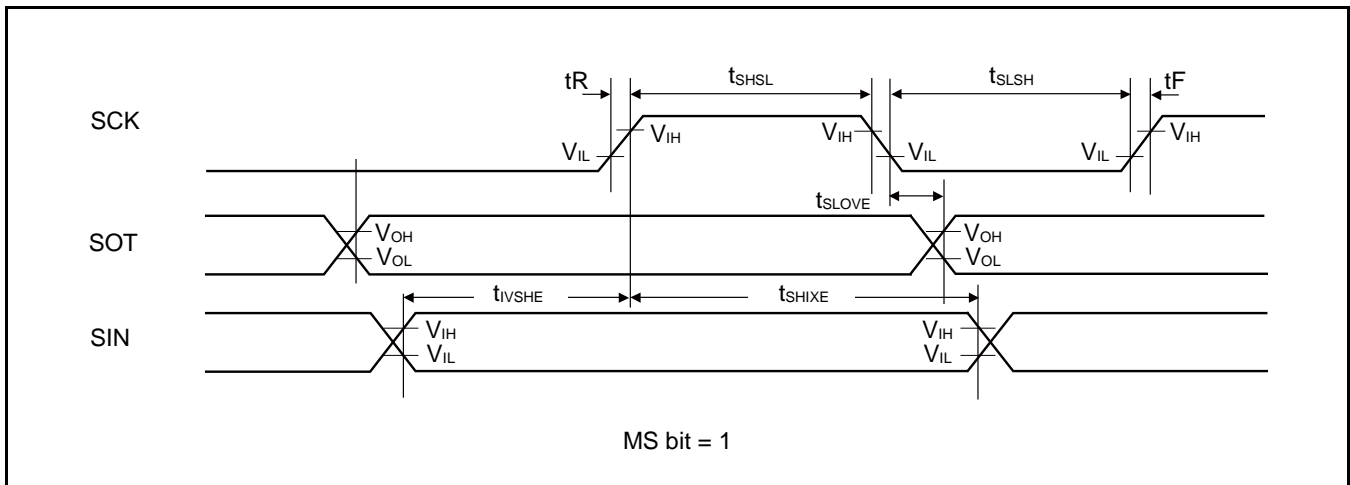 tR
tSHSL
tSLSH
tF
SCK
VIH
VIH
VIH
VIL
VIL
VIL
tSLOVE
SOT
VOH
VOH
VOL
VOL
tIVSHE
tSHIXE
SIN
VIH
VIH
VIL
VIL
MS bit = 1